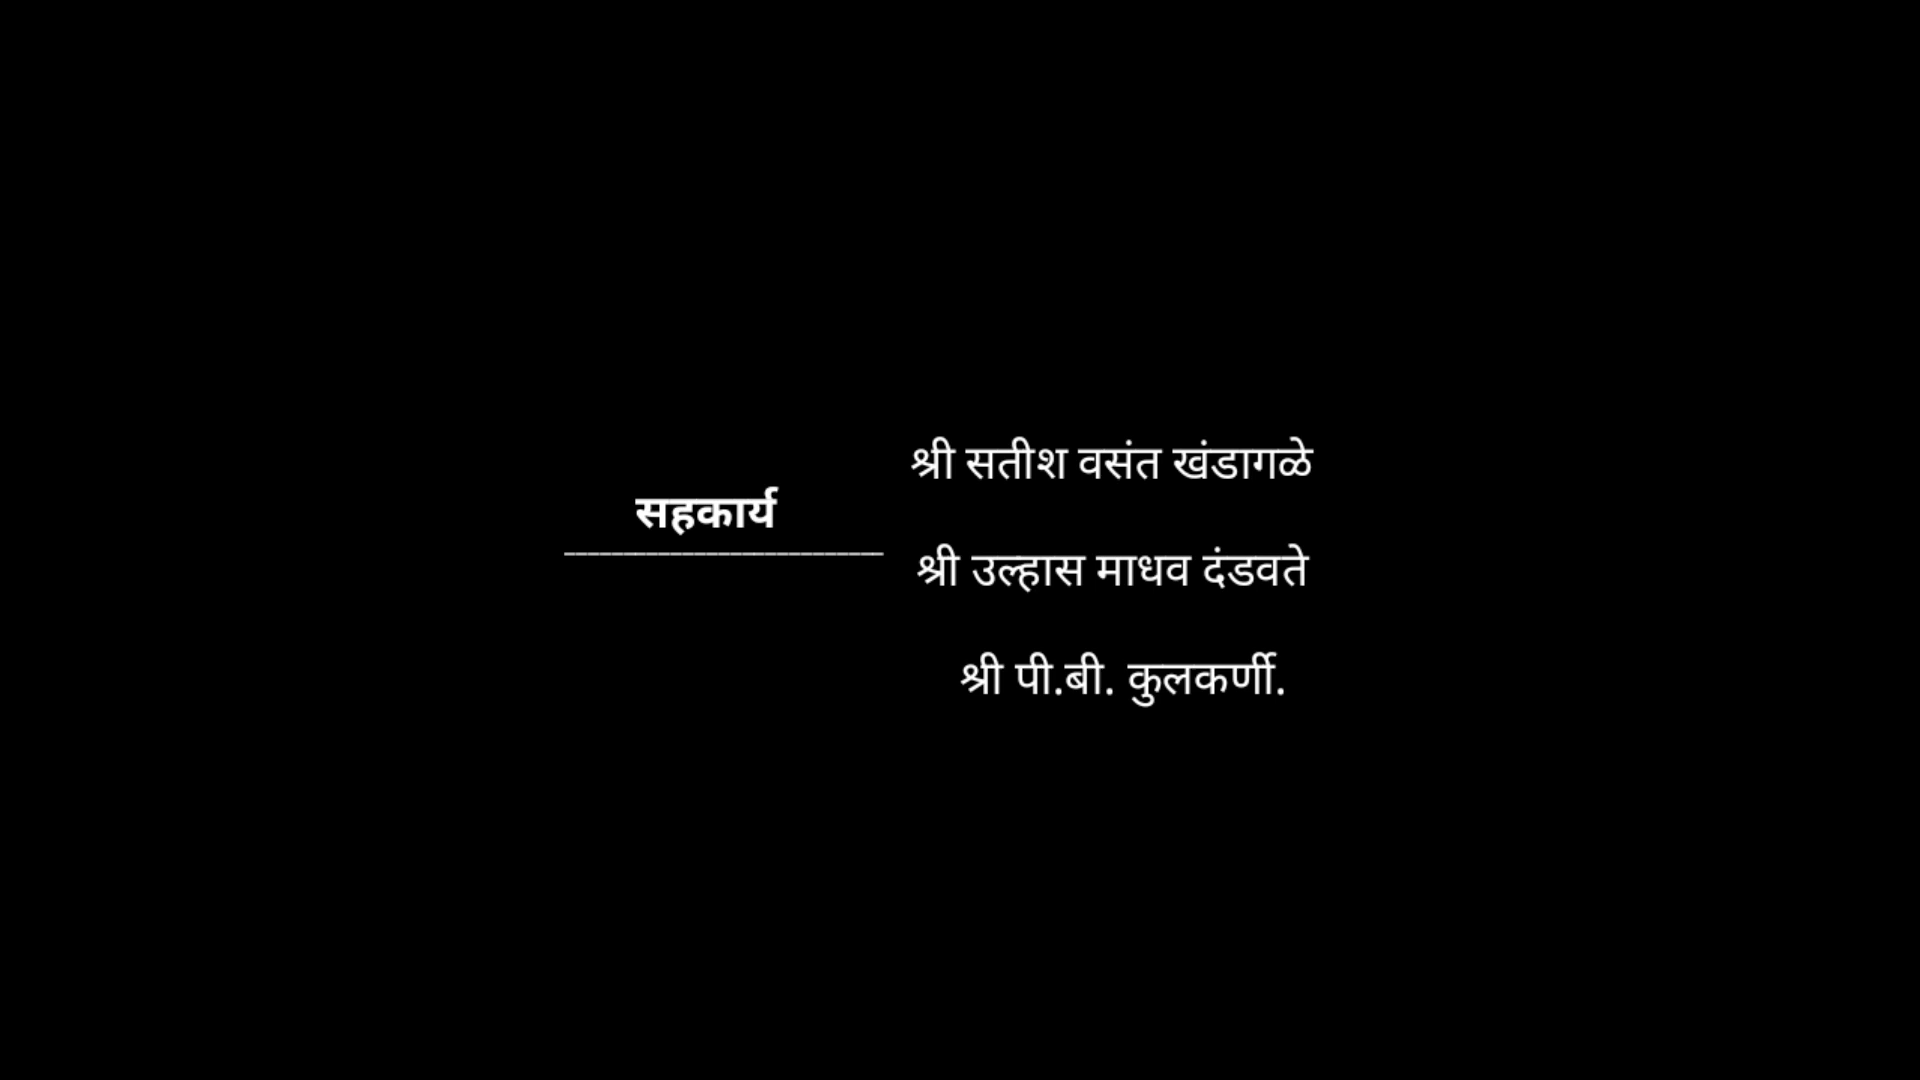 सहकार्य
श्री सतीश वसंत खंडागळे
श्री उल्हास माधव दंडवते
श्री पी.बी. कुलकर्णी.